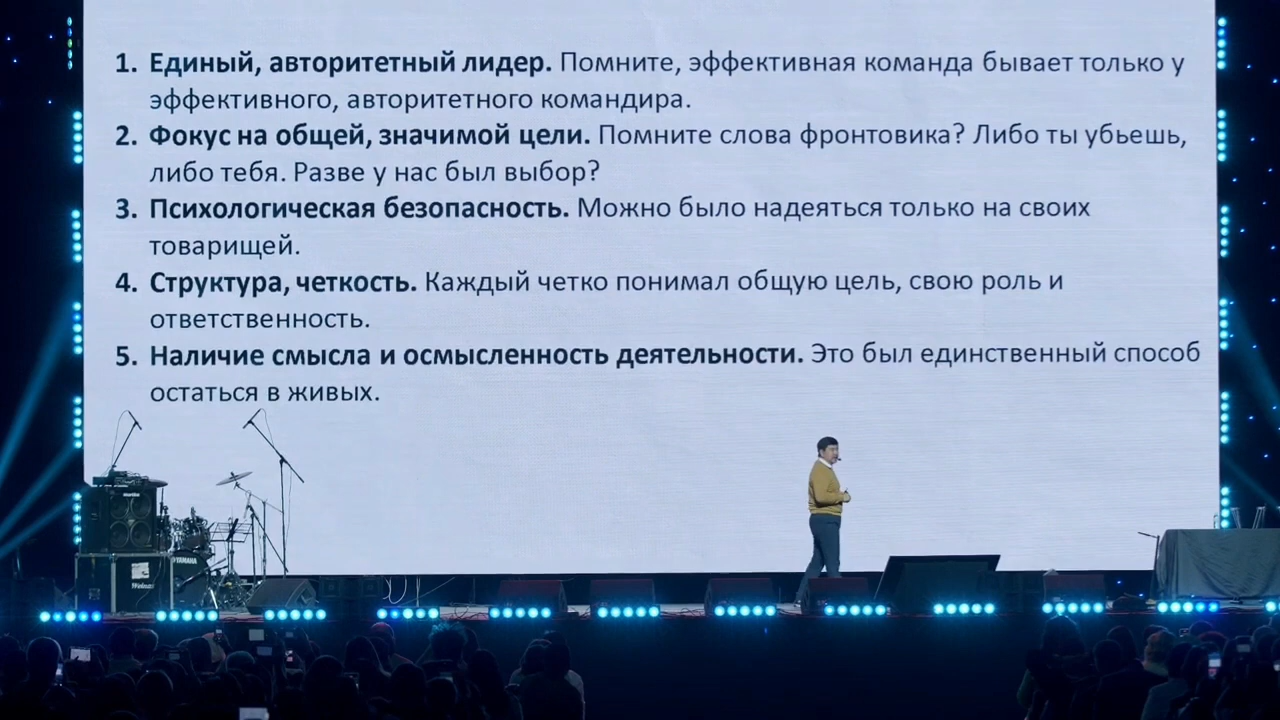 1. Единый, авторитетный лидер. Помните, эффективная команда бывает только у
эффективного, авторитетного командира.
2. Фокус на общей, значимой цели. Помните слова фронтовика? Либо ты убьешь,
либо тебя. Разве у нас был выбор?
3. Психологическая безопасность. Можно было надеяться только на своих
товарищей.
4. Структура, четкость. Каждый четко понимал общую цель, свою роль и
ответственность.
5. Наличие смысла и осмысленность деятельности. Это был единственный способ
остаться в живых.
YAMAHA